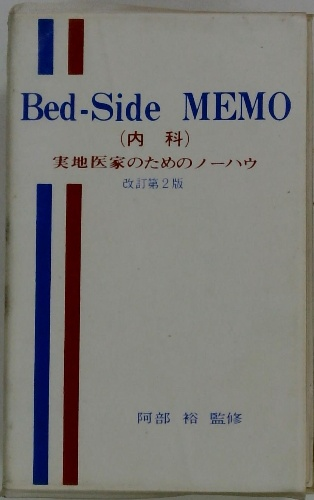 Bed-Side MEMO
(内 科)
実地医家のためのノーハウ
改訂第2版
阿部 裕 監修